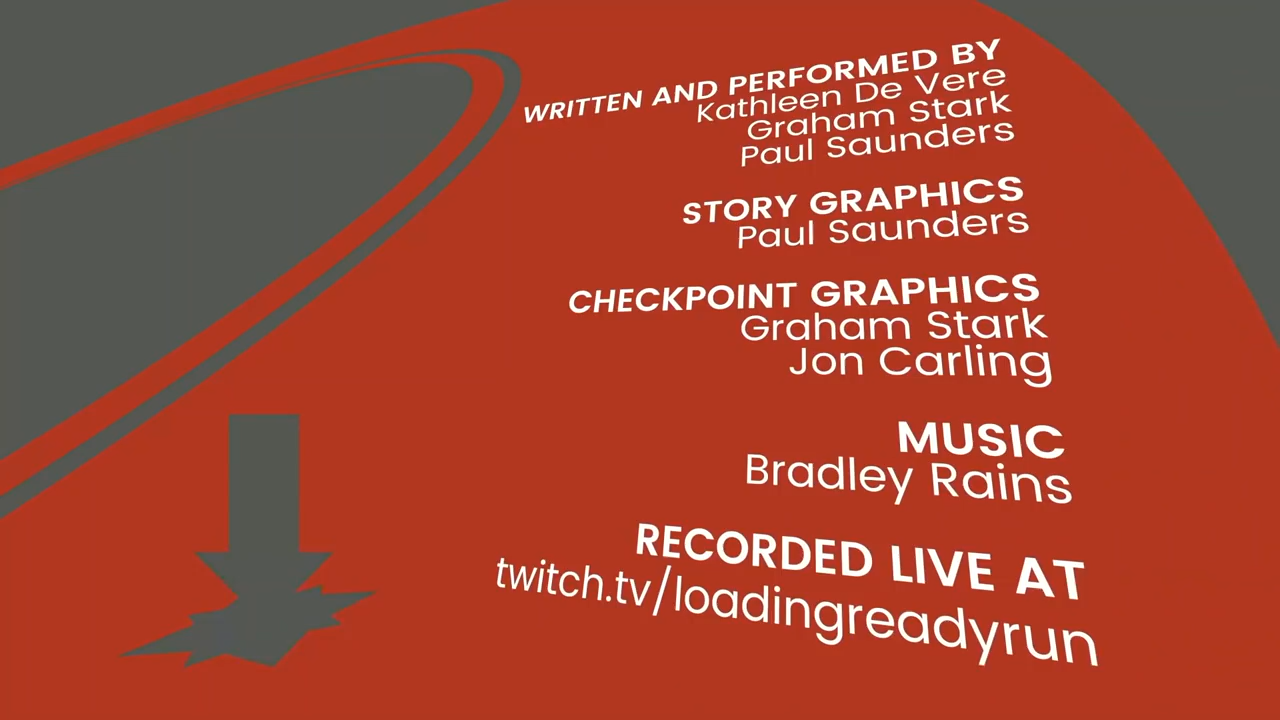 WRITTEN AND PERFORMED BY
Kathleen De Vere
Graham Stark
Paul Saunders
STORY GRAPHICS
Paul Saunders
CHECKPOINT GRAPHICS
Graham Stark
Jon Carling
MUSIC
Bradley Rains
RECORDED LIVE AT
twitch.tv/loadingreadyrun